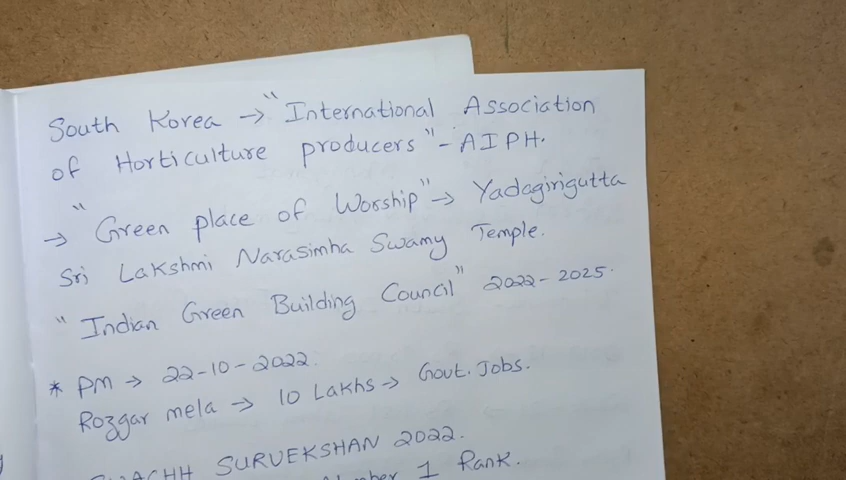 South Korea → "International Association
of Horticulture producers" - AIPH.
→ "Green place of Worship" → Yadagirigutta
Sri Lakshmi Narasimha Swamy Temple.
"Indian Green Building Council" 2022-2025.
* PM → 22-10-2022.
Rozgar mela → 10 Lakhs → Govt. Jobs.
SURVEKSHAN 2022.
1 Rank.